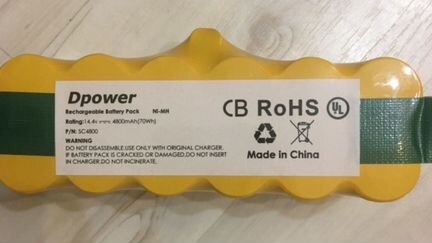 Dpower
Rechargeable Battery Pack NI-MH
Rating:14.4v 4800mAh(70Wh)
P/N: SC4800
WARNING
DO NOT DISASSEMBLE.USE ONLY WITH ORIGINAL CHARGER.
IF BATTERY PACK IS CRACKED OR DAMAGED,DO NOT INSERT
IN CHARGER.DO NOT INCINERATE.
CB RoHS UL
Made in China